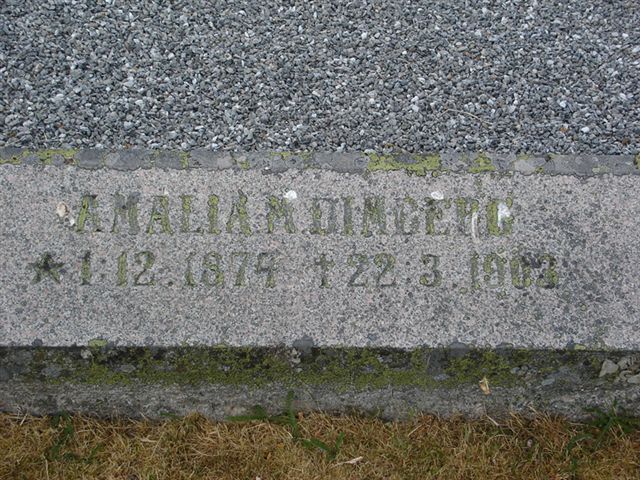 AMALIA M. DINGERG
★ 1.12.1874 † 22.3.1903